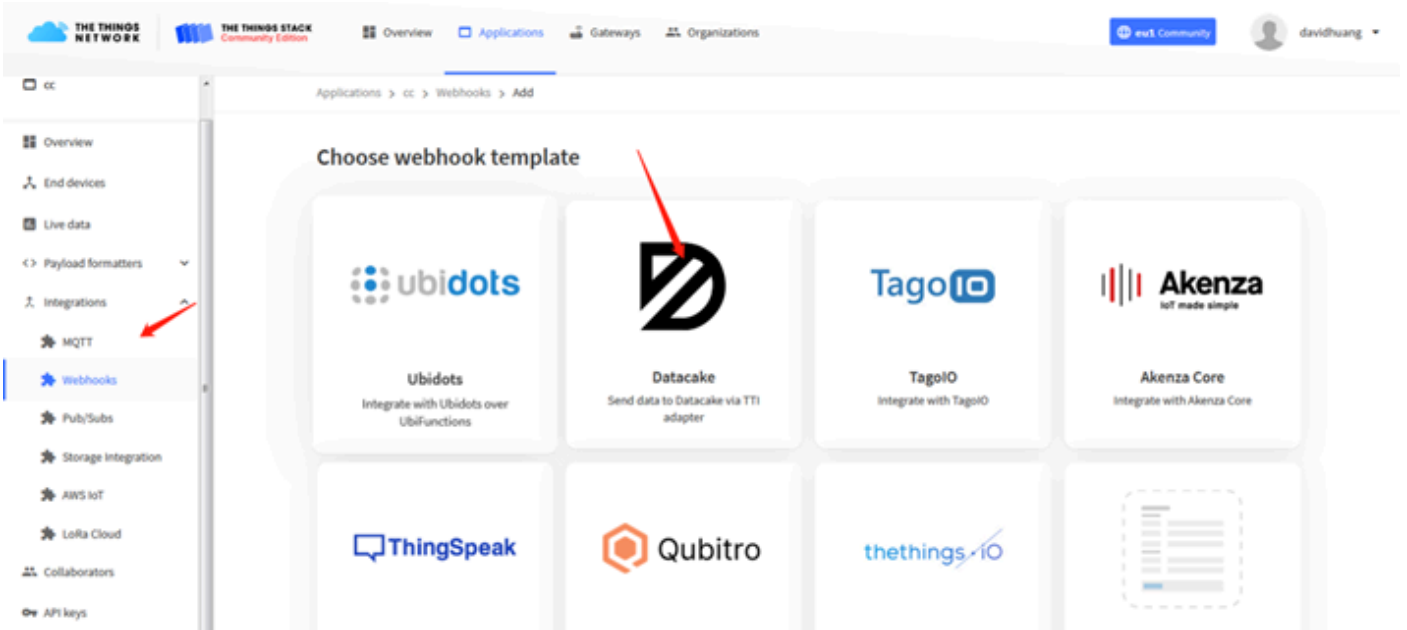 THE THINGS
NETWORK
THE THINGS STACK
Community Edition
Overview
Applications
Gateways
Organizations
eu1 Community
davidhuang
cc
Applications > cc > Webhooks > Add
Overview
End devices
Live data
<> Payload formatters
Integrations
MQTT
Webhooks
Pub/Subs
Storage Integration
AWS IoT
LoRa Cloud
Collaborators
API keys
Choose webhook template
ubidots
Ubidots
Integrate with Ubidots over
UbiFunctions
Datacake
Send data to Datacake via TTI
adapter
TagoIO
TagoIO
Integrate with TagoIO
Akenza
IoT made simple
Akenza Core
Integrate with Akenza Core
ThingSpeak
Qubitro
thethings.iO